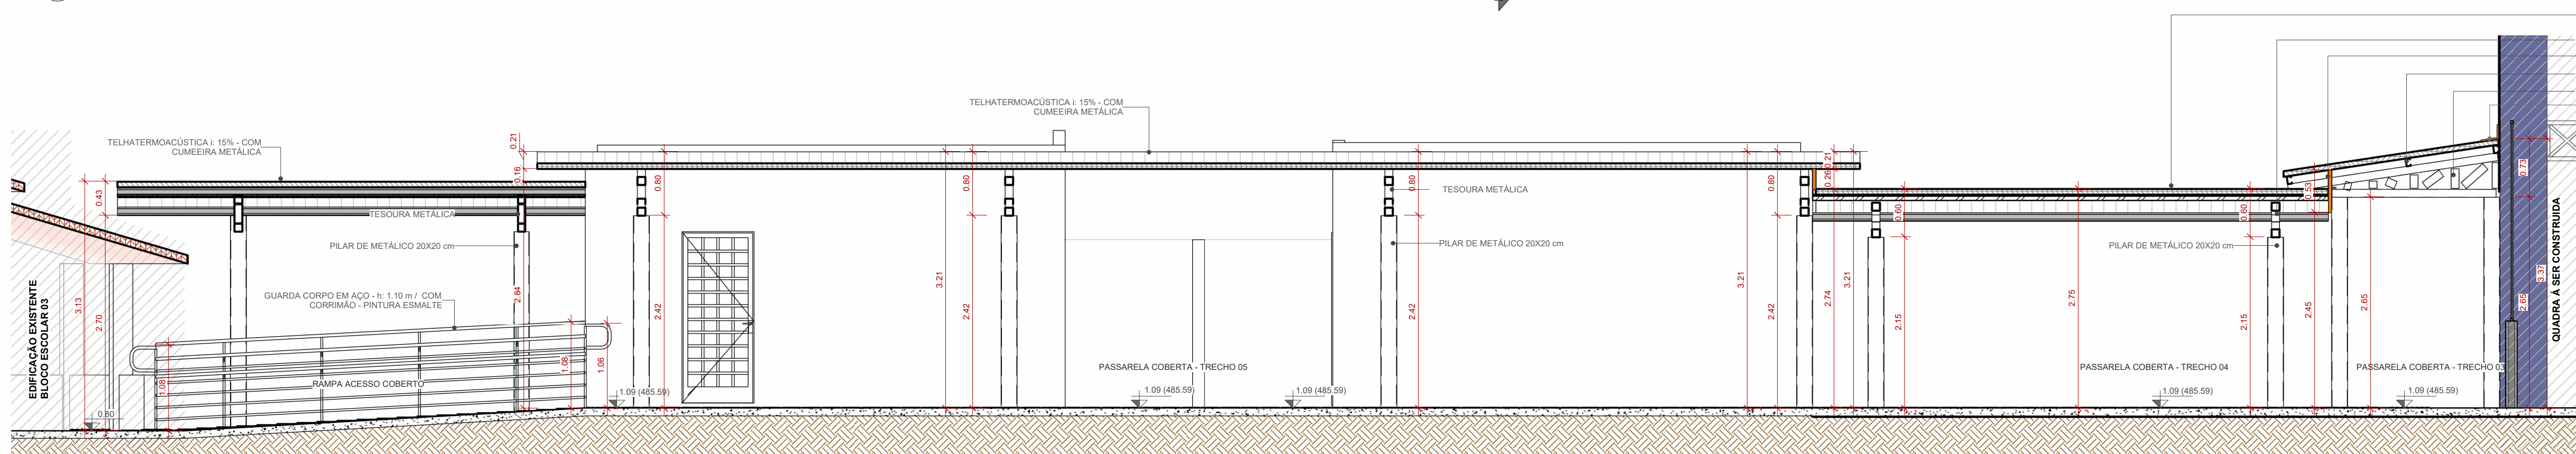 TELHATERMOACÚSTICA i: 15% - COM
CUMEEIRA METÁLICA
TELHATERMOACÚSTICA i: 15% - COM
CUMEEIRA METÁLICA
0.21
0.16
0.43
3.13
2.70
0.80
TESOURA METÁLICA
PILAR DE METÁLICO 20X20 cm
GUARDA CORPO EM AÇO - h: 1.10 m / COM
CORRIMÃO - PINTURA ESMALTE
EDIFICAÇÃO EXISTENTE
BLOCO ESCOLAR 03
RAMPA ACESSO COBERTO
1.08
2.84
1.08
1.06
1.09 (485.59)
0.80
2.42
3.21
0.80
2.42
PASSARELA COBERTA - TRECHO 05
1.09 (485.59)
1.09 (485.59)
0.80
2.42
TESOURA METÁLICA
PILAR DE METÁLICO 20X20 cm
3.21
0.80
2.42
0.21
0.26
2.74
3.21
0.60
2.15
2.75
PILAR DE METÁLICO 20X20 cm
PASSARELA COBERTA - TRECHO 04
1.09 (485.59)
0.60
2.15
0.53
2.45
2.65
PASSARELA COBERTA - TRECHO 03
1.09 (485.59)
0.73
2.65
3.37
QUADRA À SER CONSTRUIDA